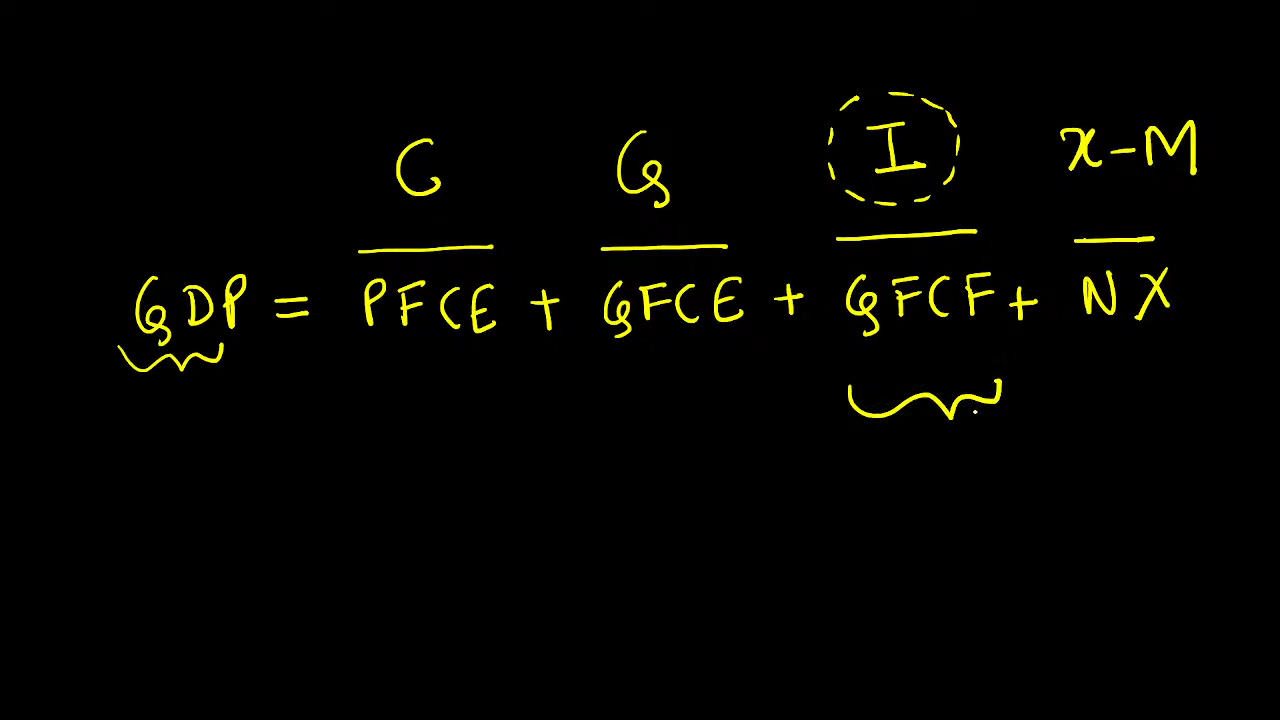 C G I x-M
GDP = PFCE + GFCE + GFCF + NX